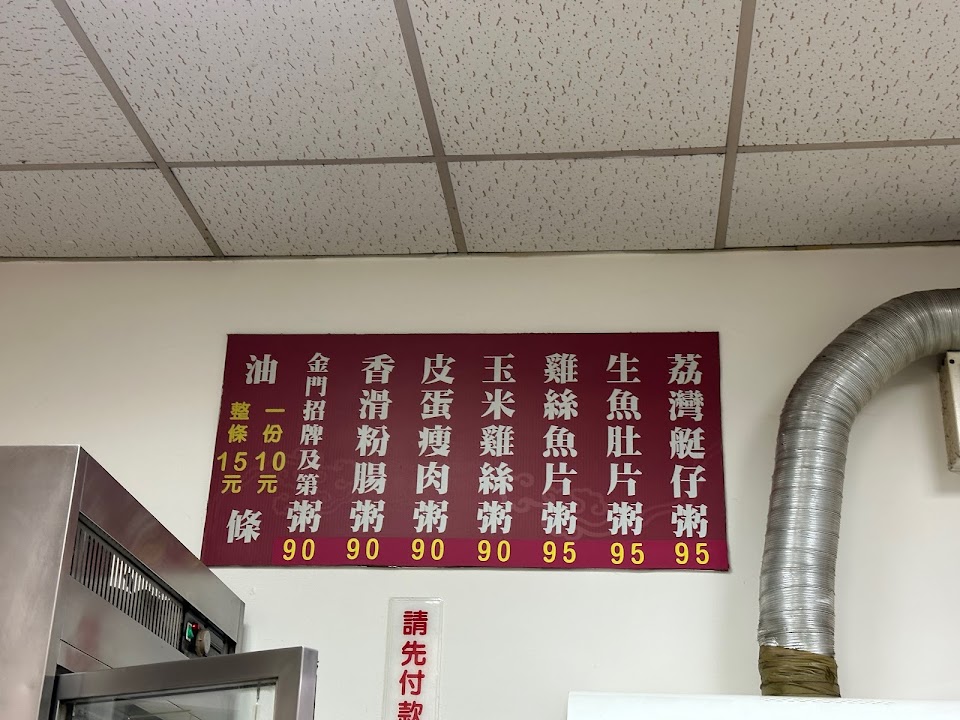 荔灣艇仔粥 95
生魚肚片粥 95
雞絲魚片粥 95
玉米雞絲粥 90
皮蛋瘦肉粥 90
香滑粉腸粥 90
金門招牌及第粥 90
油條
一份10元
整條15元
請先付款